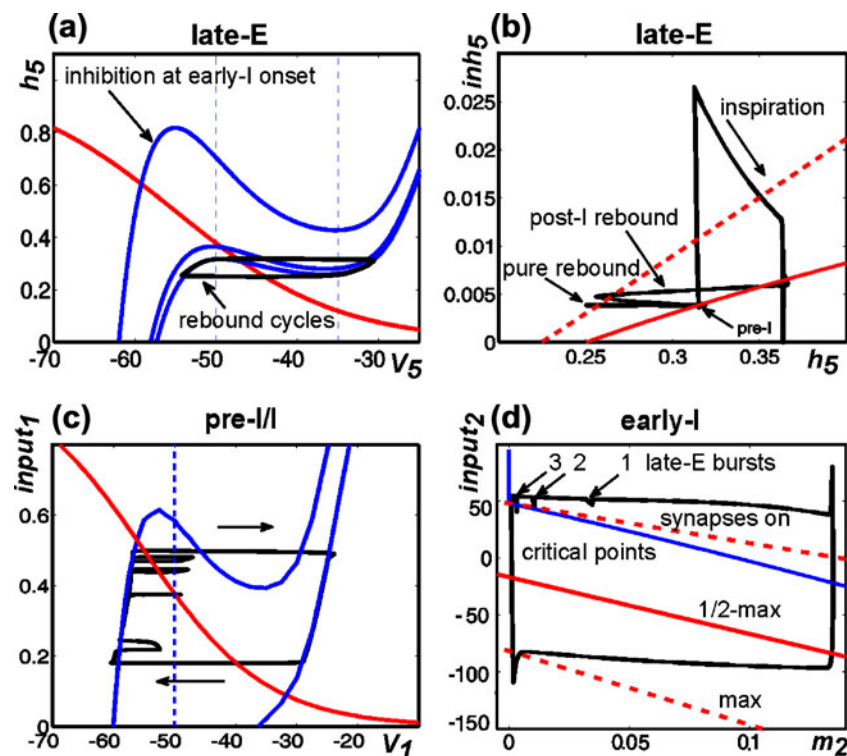 (a) late-E
h5
inhibition at early-I onset
rebound cycles
0.8
0.6
0.4
0.2
0
-70 -60 -50 -40 -30 V5
(b) late-E
inh5
inspiration
post-I rebound
pure rebound
pre-I
0.025
0.02
0.015
0.01
0.005
0
0.25 0.3 0.35 h5
(c) pre-I/I
input1
0.6
0.4
0.2
0
-70 -60 -50 -40 -30 -20 V1
(d) early-I
input2
3 2 1 late-E bursts
synapses on
critical points
1/2-max
max
50
0
-50
-100
-150
0 0.05 0.1 m2